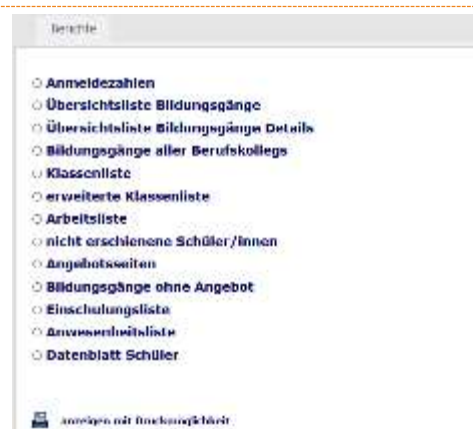 Berichte
Anmeldezahlen
Übersichtsliste Bildungsgänge
Übersichtsliste Bildungsgänge Details
Bildungsgänge aller Berufskollegs
Klassenliste
erweiterte Klassenliste
Arbeitsliste
nicht erschienene Schüler/innen
Angebotsseiten
Bildungsgänge ohne Angebot
Einschulungsliste
Anwesenheitsliste
Datenblatt Schüler
anzeigen mit Druckmöglichkeit